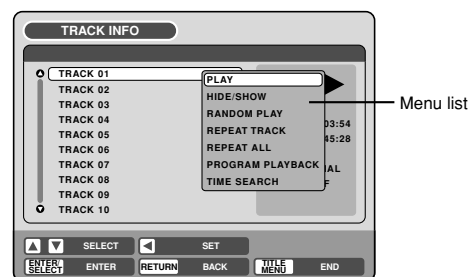 TRACK INFO
TRACK 01
TRACK 02
TRACK 03
TRACK 04
TRACK 05
TRACK 06
TRACK 07
TRACK 08
TRACK 09
TRACK 10
PLAY
HIDE/SHOW
RANDOM PLAY
REPEAT TRACK
REPEAT ALL
PROGRAM PLAYBACK
TIME SEARCH
03:54
45:28
Menu list
SELECT SET
ENTER/SELECT ENTER RETURN BACK TITLE MENU END